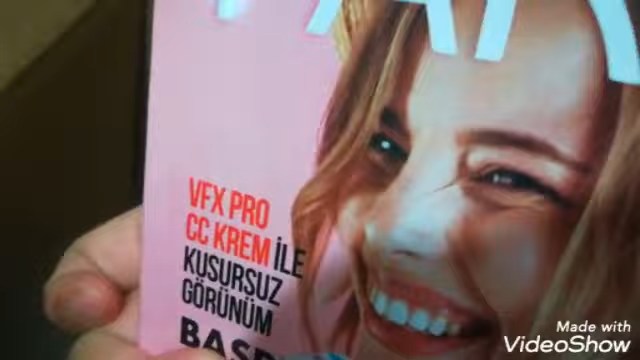 VFX PRO
CC KREM İLE
KUSURSUZ
GÖRÜNÜM
Made with
VideoShow